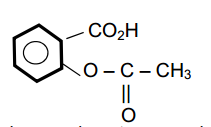 CO₂H
O – C – CH₃
||
O